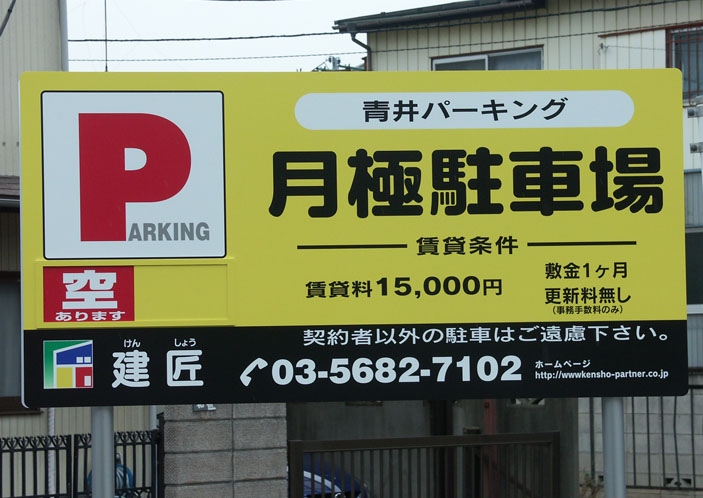 青井パーキング
PARKING
月極駐車場
賃貸条件
賃貸料15,000円
敷金1ヶ月
更新料無し
(事務手数料のみ)
空
あります
契約者以外の駐車はご遠慮下さい。
けん しょう
建匠
03-5682-7102
ホームページ
http://wwwkensho-partner.co.jp